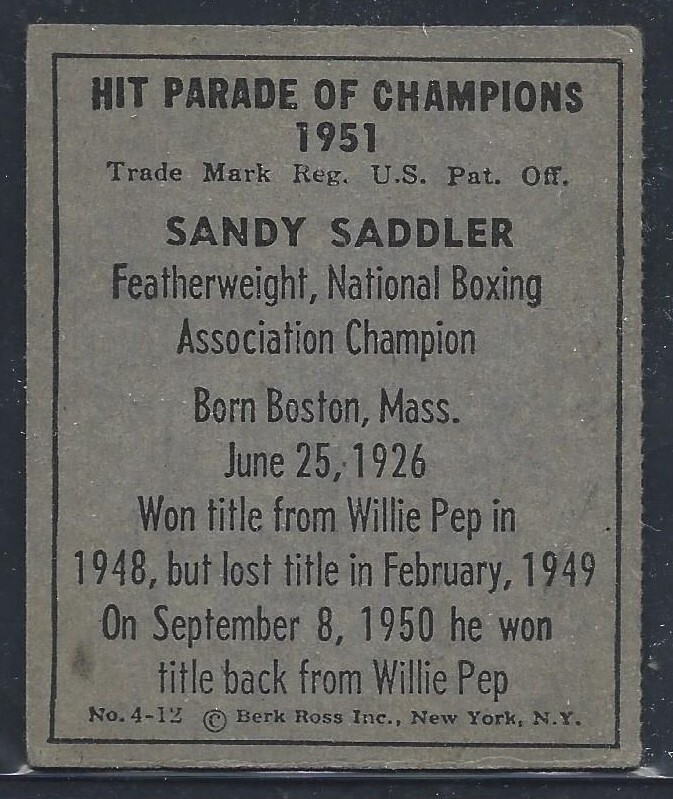 HIT PARADE OF CHAMPIONS
1951
Trade Mark Reg. U.S. Pat. Off.
SANDY SADDLER
Featherweight, National Boxing
Association Champion
Born Boston, Mass.
June 25, 1926
Won title from Willie Pep in
1948, but lost title in February, 1949
On September 8, 1950 he won
title back from Willie Pep
No. 4-12 © Berk Ross Inc., New York, N.Y.